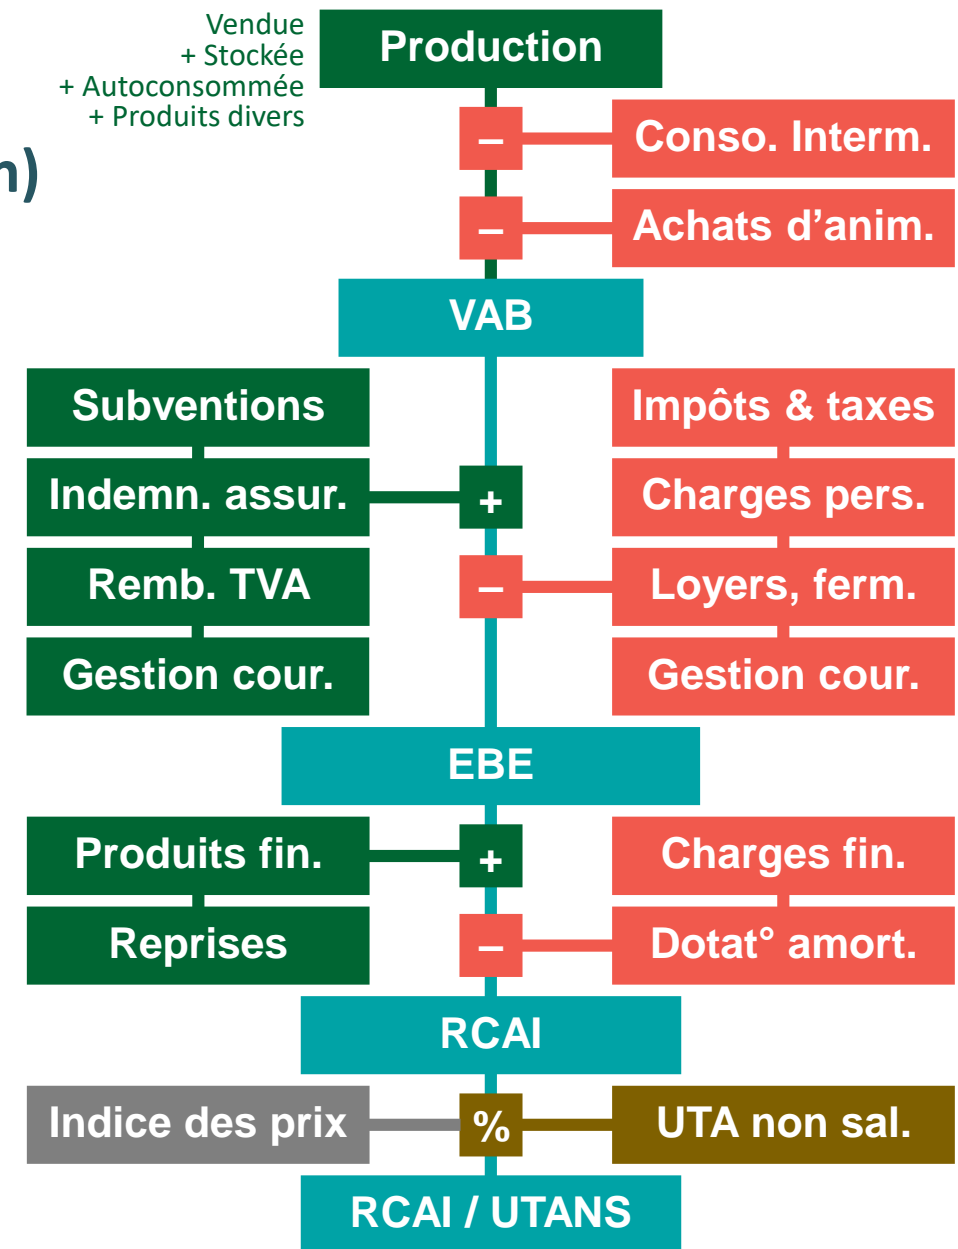 Vendue
+ Stockée
+ Autoconsommée
+ Produits divers
Production
n)
–
Conso. Interm.
–
Achats d’anim.
VAB
Subventions
Impôts & taxes
Indemn. assur.
+
Charges pers.
Remb. TVA
–
Loyers, ferm.
Gestion cour.
Gestion cour.
EBE
Produits fin.
+
Charges fin.
Reprises
–
Dotat° amort.
RCAI
Indice des prix
%
UTA non sal.
RCAI / UTANS